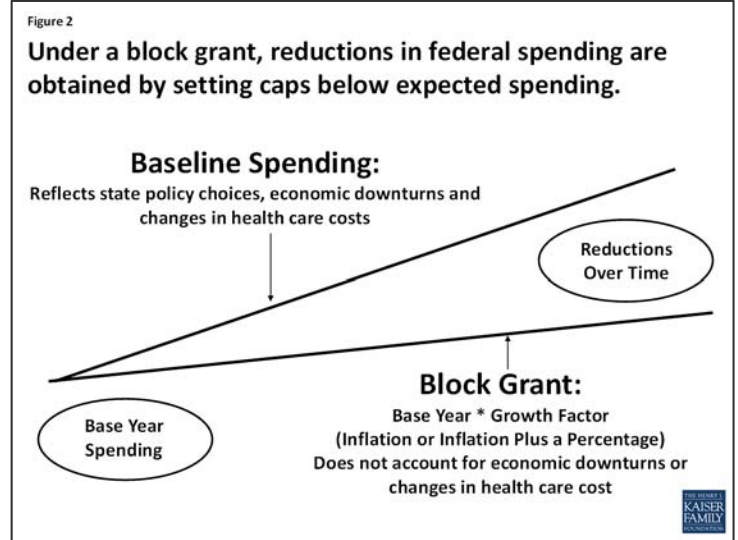 Figure 2
Under a block grant, reductions in federal spending are
obtained by setting caps below expected spending.
Baseline Spending:
Reflects state policy choices, economic downturns and
changes in health care costs
Reductions
Over Time
Base Year
Spending
Block Grant:
Base Year * Growth Factor
(Inflation or Inflation Plus a Percentage)
Does not account for economic downturns or
changes in health care cost
THE HENRY J.
KAISER
FAMILY
FOUNDATION